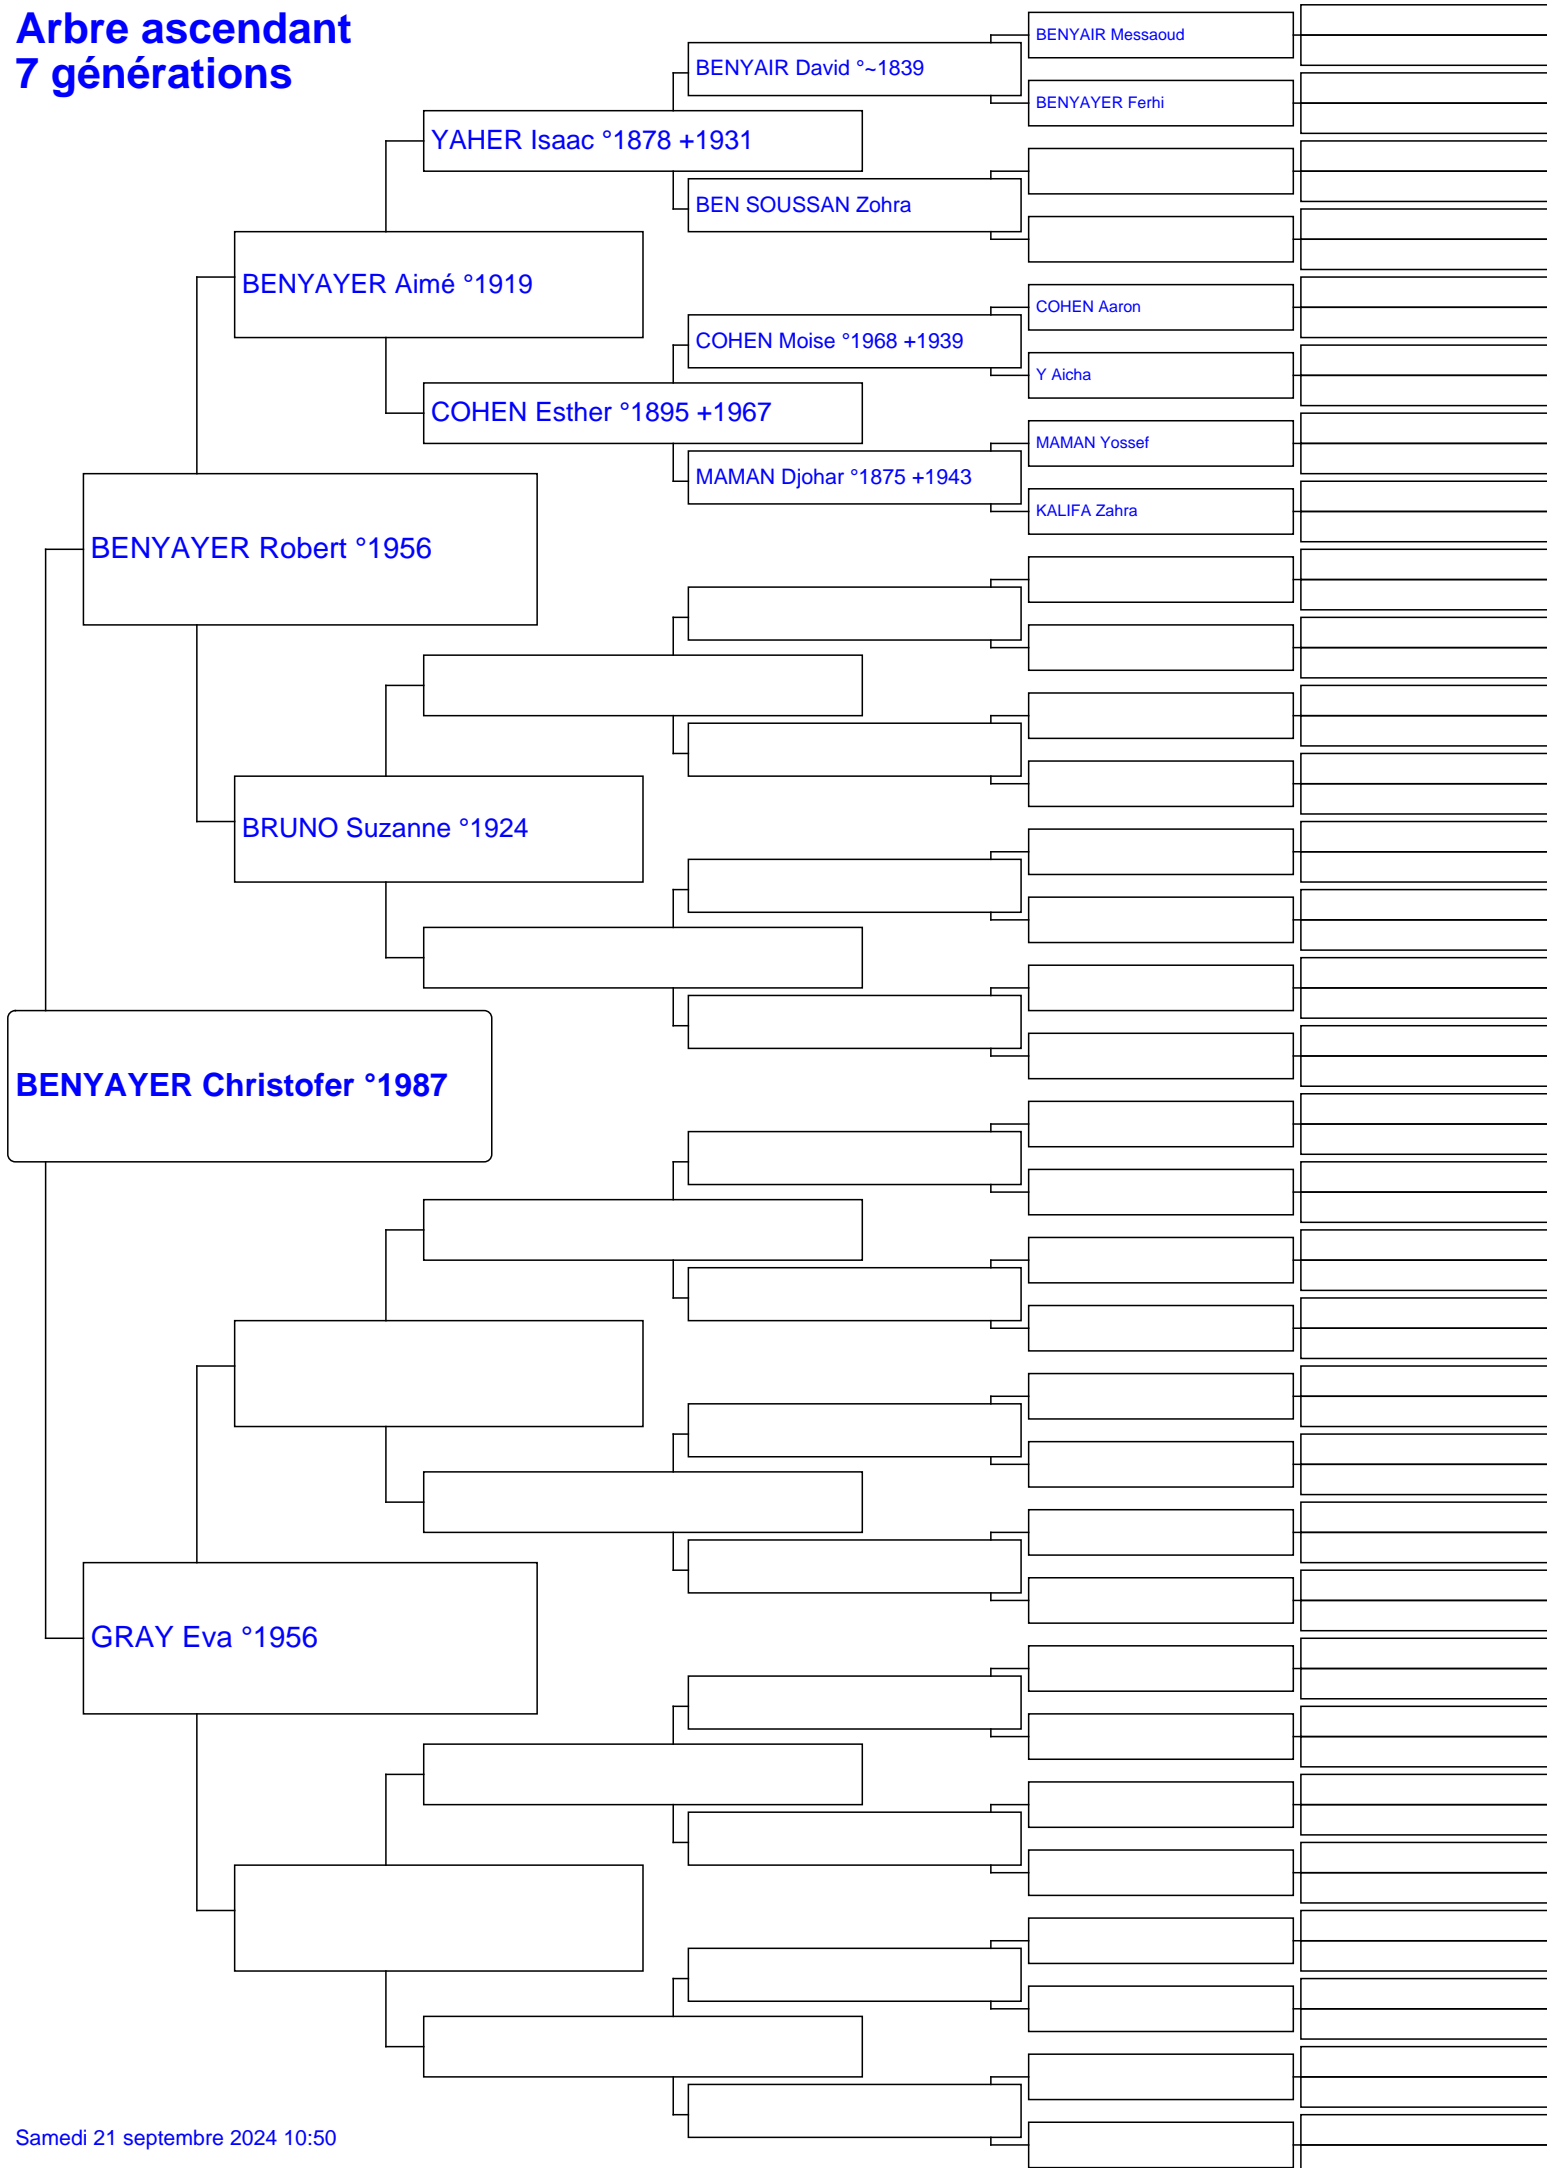 Arbre ascendant
7 générations
BENYAIR Messaoud
BENYAIR David °~1839
BENYAYER Ferhi
YAHER Isaac °1878 +1931
BEN SOUSSAN Zohra
BENYAYER Aimé °1919
COHEN Aaron
COHEN Moise °1968 +1939
Y Aicha
COHEN Esther °1895 +1967
MAMAN Yossef
MAMAN Djohar °1875 +1943
KALIFA Zahra
BENYAYER Robert °1956
BRUNO Suzanne °1924
BENYAYER Christofer °1987
GRAY Eva °1956
Samedi 21 septembre 2024 10:50